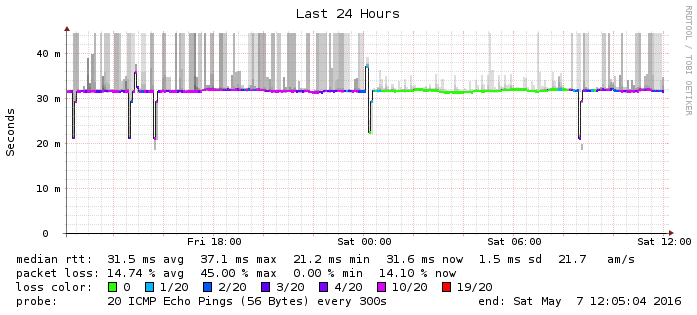 Last 24 Hours
RRDTOOL / TOBI OETIKER
Seconds
40 m
30 m
20 m
10 m
0
Fri 18:00 Sat 00:00 Sat 06:00 Sat 12:00
median rtt: 31.5 ms avg 37.1 ms max 21.2 ms min 31.6 ms now 1.5 ms sd 21.7 am/s
packet loss: 14.74 % avg 45.00 % max 0.00 % min 14.10 % now
loss color: 0 1/20 2/20 3/20 4/20 10/20 19/20
probe: 20 ICMP Echo Pings (56 Bytes) every 300s end: Sat May 7 12:05:04 2016